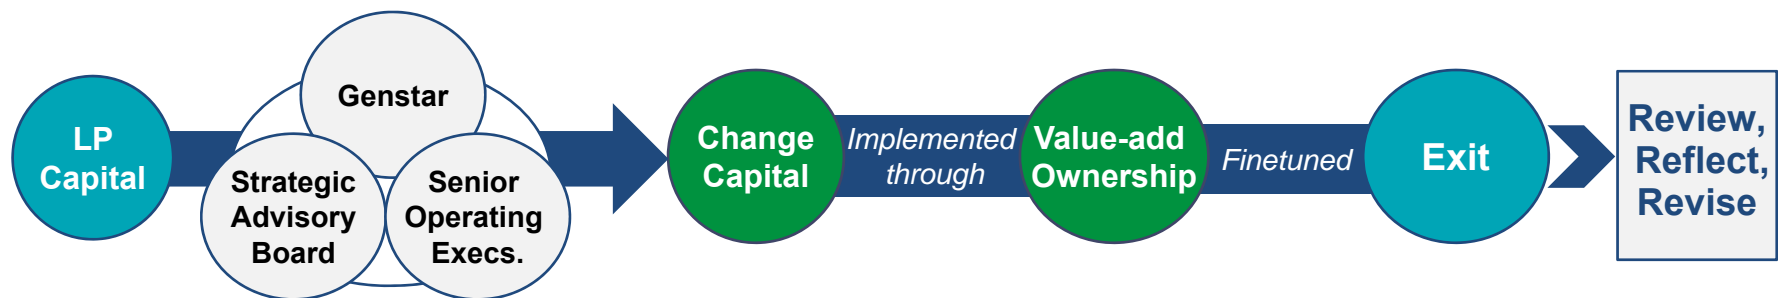 LP
Capital
Genstar
Strategic
Advisory
Board
Senior
Operating
Execs.
Change
Capital
Implemented
through
Value-add
Ownership
Finetuned
Exit
Review,
Reflect,
Revise